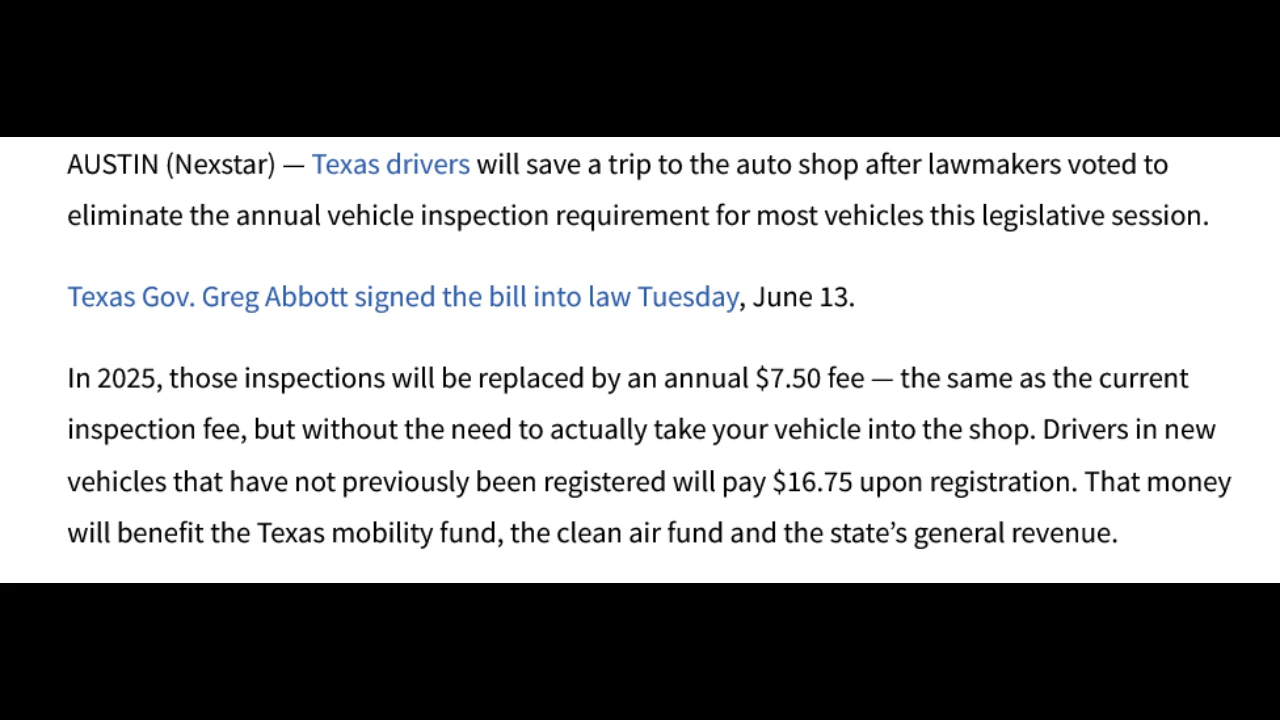 AUSTIN (Nexstar) — Texas drivers will save a trip to the auto shop after lawmakers voted to
eliminate the annual vehicle inspection requirement for most vehicles this legislative session.
Texas Gov. Greg Abbott signed the bill into law Tuesday, June 13.
In 2025, those inspections will be replaced by an annual $7.50 fee — the same as the current
inspection fee, but without the need to actually take your vehicle into the shop. Drivers in new
vehicles that have not previously been registered will pay $16.75 upon registration. That money
will benefit the Texas mobility fund, the clean air fund and the state’s general revenue.